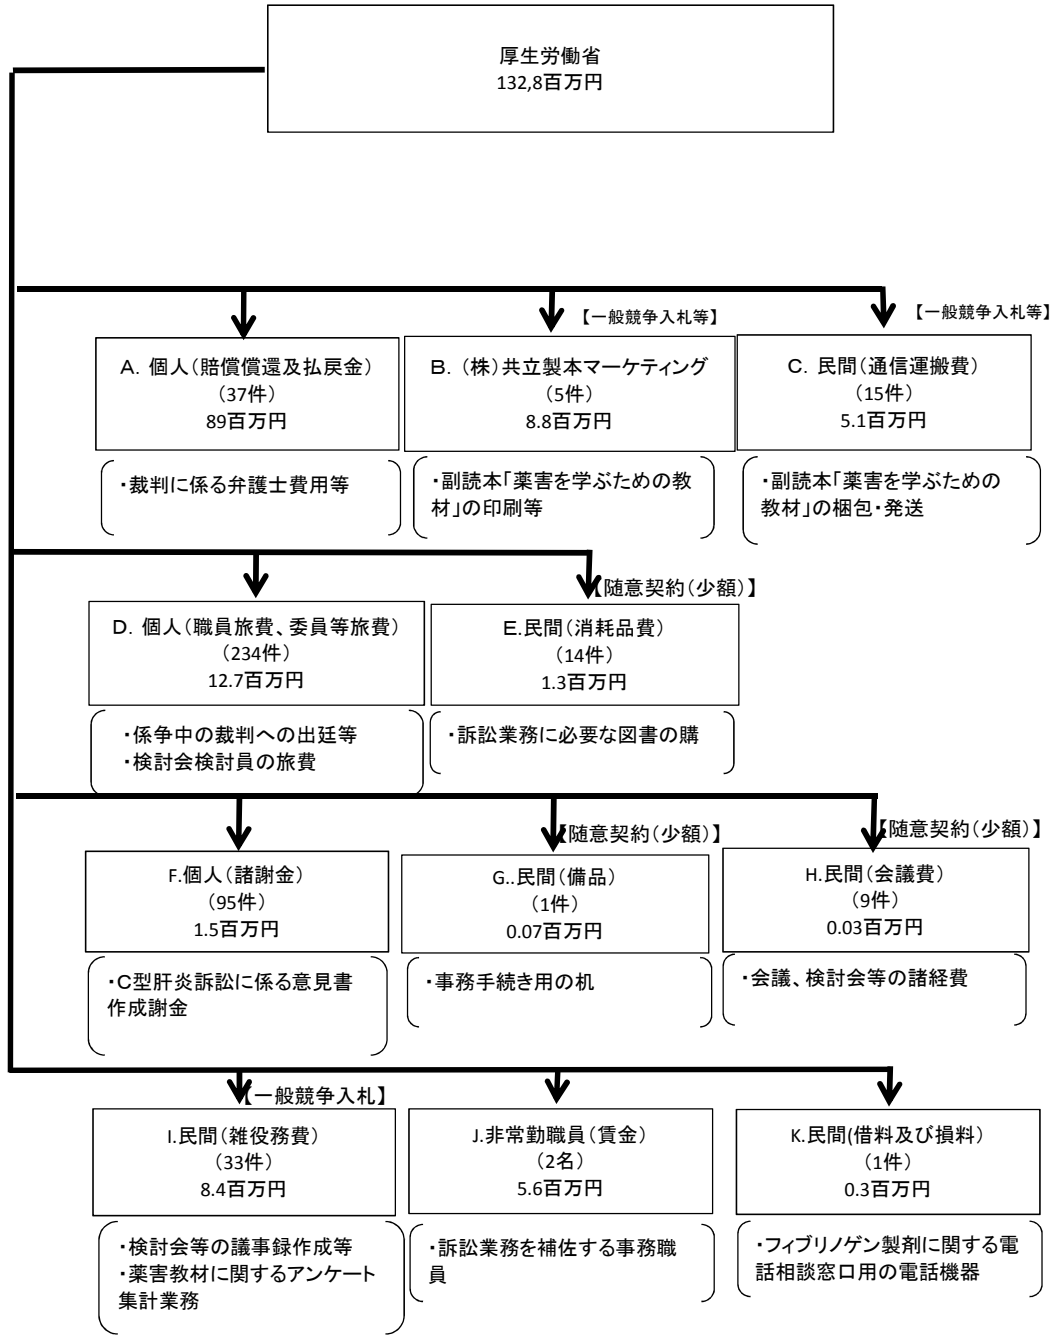 厚生労働省
132,8百万円
【一般競争入札等】
【一般競争入札等】
A. 個人（賠償償還及払戻金）
（37件）
89百万円
B. （株）共立製本マーケティング
（5件）
8.8百万円
C. 民間（通信運搬費）
（15件）
5.1百万円
・裁判に係る弁護士費用等
・副読本「薬害を学ぶための教
材」の印刷等
・副読本「薬害を学ぶための
教材」の梱包・発送
【随意契約（少額）】
D. 個人（職員旅費、委員等旅費）
（234件）
12.7百万円
E.民間（消耗品費）
（14件）
1.3百万円
・係争中の裁判への出廷等
・検討会検討員の旅費
・訴訟業務に必要な図書の購
【随意契約（少額）】
【随意契約（少額）】
F.個人（諸謝金）
（95件）
1.5百万円
G..民間（備品）
（1件）
0.07百万円
H.民間（会議費）
（9件）
0.03百万円
・C型肝炎訴訟に係る意見書
作成謝金
・事務手続き用の机
・会議、検討会等の諸経費
【一般競争入札】
I.民間（雑役務費）
（33件）
8.4百万円
J.非常勤職員（賃金）
（2名）
5.6百万円
K.民間(借料及び損料）
（1件）
0.3百万円
・検討会等の議事録作成等
・薬害教材に関するアンケート
集計業務
・訴訟業務を補佐する事務職
員
・フィブリノゲン製剤に関する電
話相談窓口用の電話機器